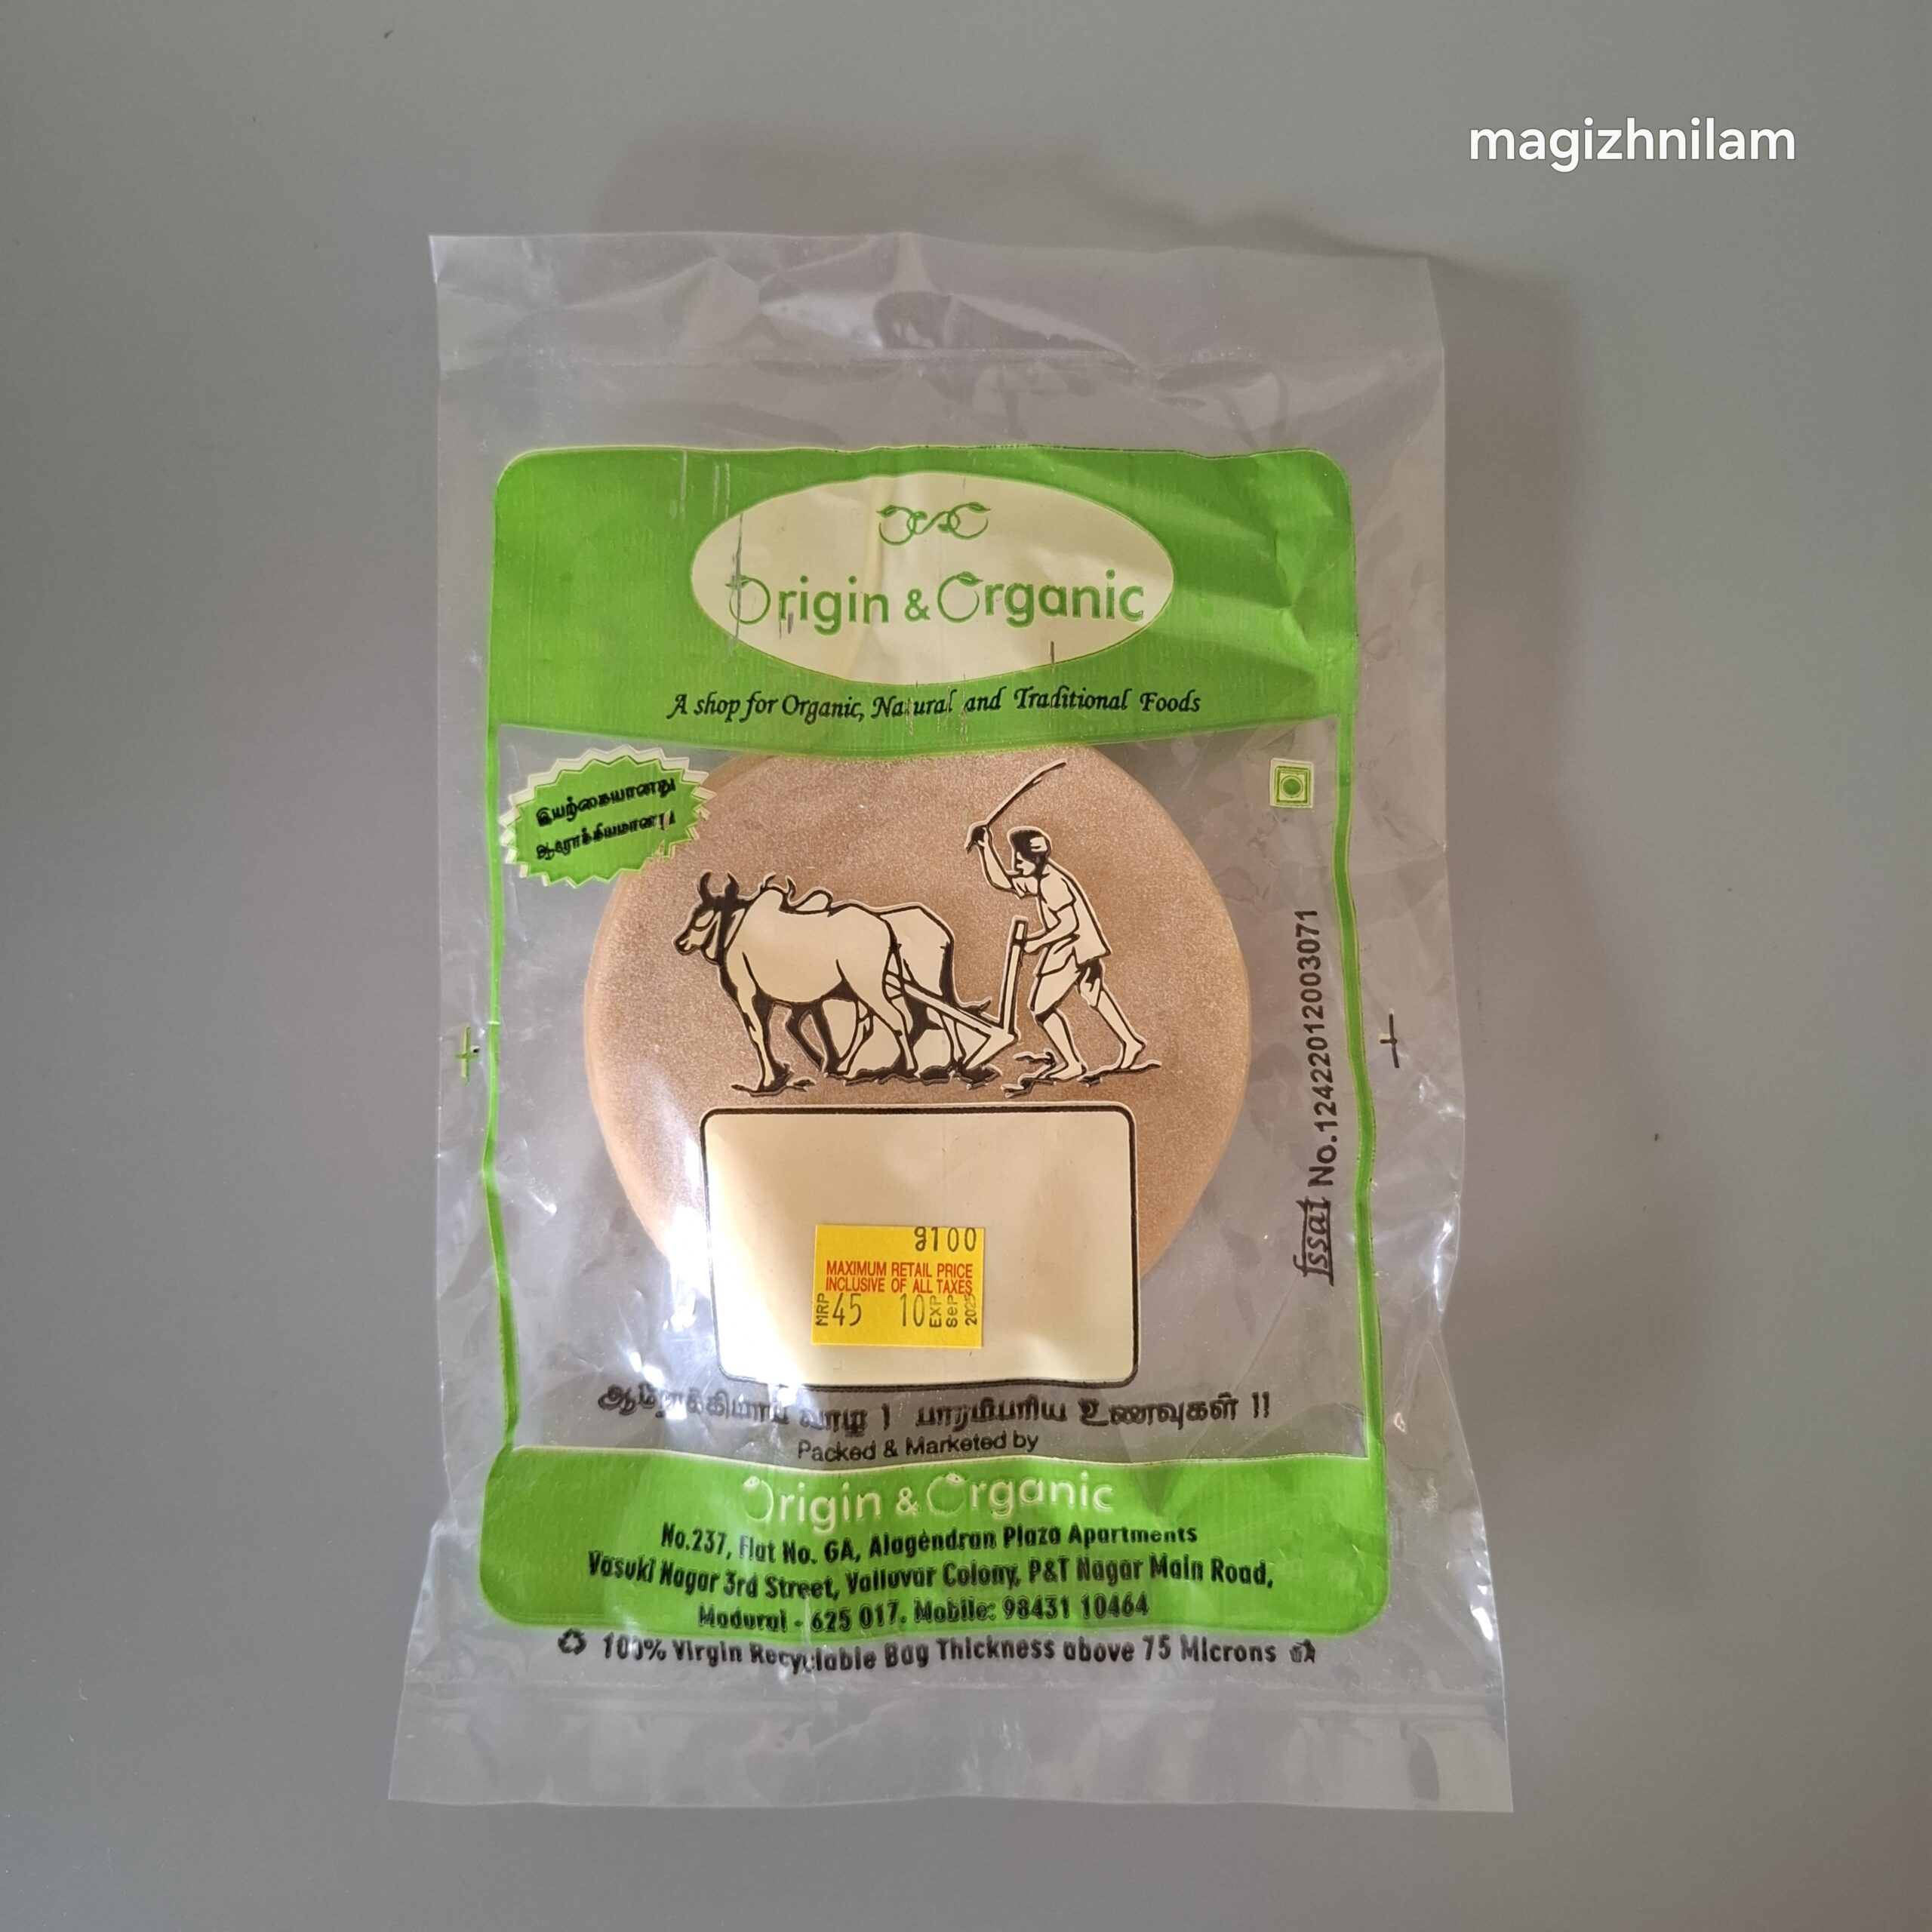 magizhnilam
Origin & Organic
A shop for Organic, Natural and Traditional Foods
இயற்கையானது
ஆரோக்கியமானது
fssai No.12422012003071
g100
MAXIMUM RETAIL PRICE
INCLUSIVE OF ALL TAXES
MRP 45 10 EXP Sep 2025
ஆரோக்கிமாய் வாழ ! பாரம்பரிய உணவுகள் !!
Packed & Marketed by
Origin & Organic
No.237, Flat No. GA, Alagendran Plaza Apartments
Vasuki Nagar 3rd Street, Valluvar Colony, P&T Nagar Main Road,
Madurai - 625 017. Mobile: 98431 10464
100% Virgin Recyclable Bag Thickness above 75 Microns